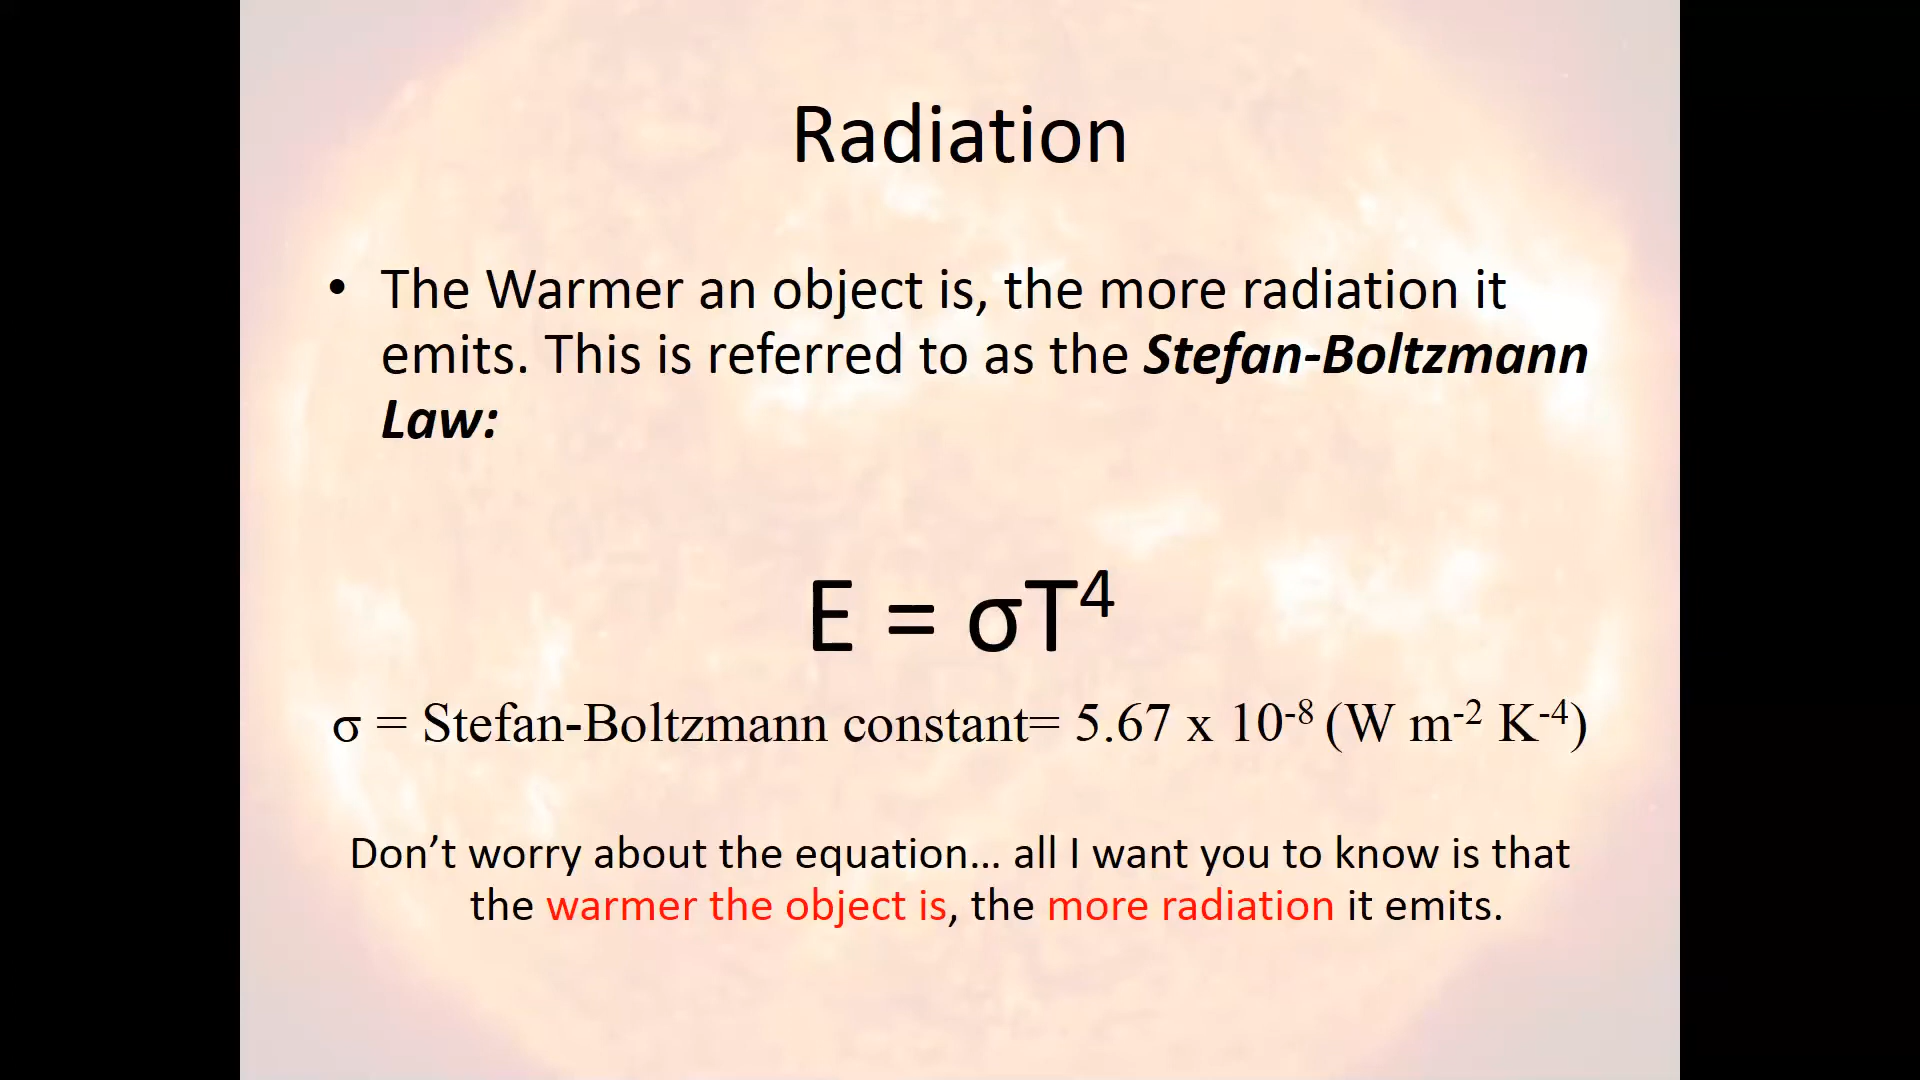 Radiation
• The Warmer an object is, the more radiation it
emits. This is referred to as the Stefan-Boltzmann
Law:
E = σT⁴
σ = Stefan-Boltzmann constant= 5.67 x 10⁻⁸ (W m⁻² K⁻⁴)
Don’t worry about the equation… all I want you to know is that
the warmer the object is, the more radiation it emits.